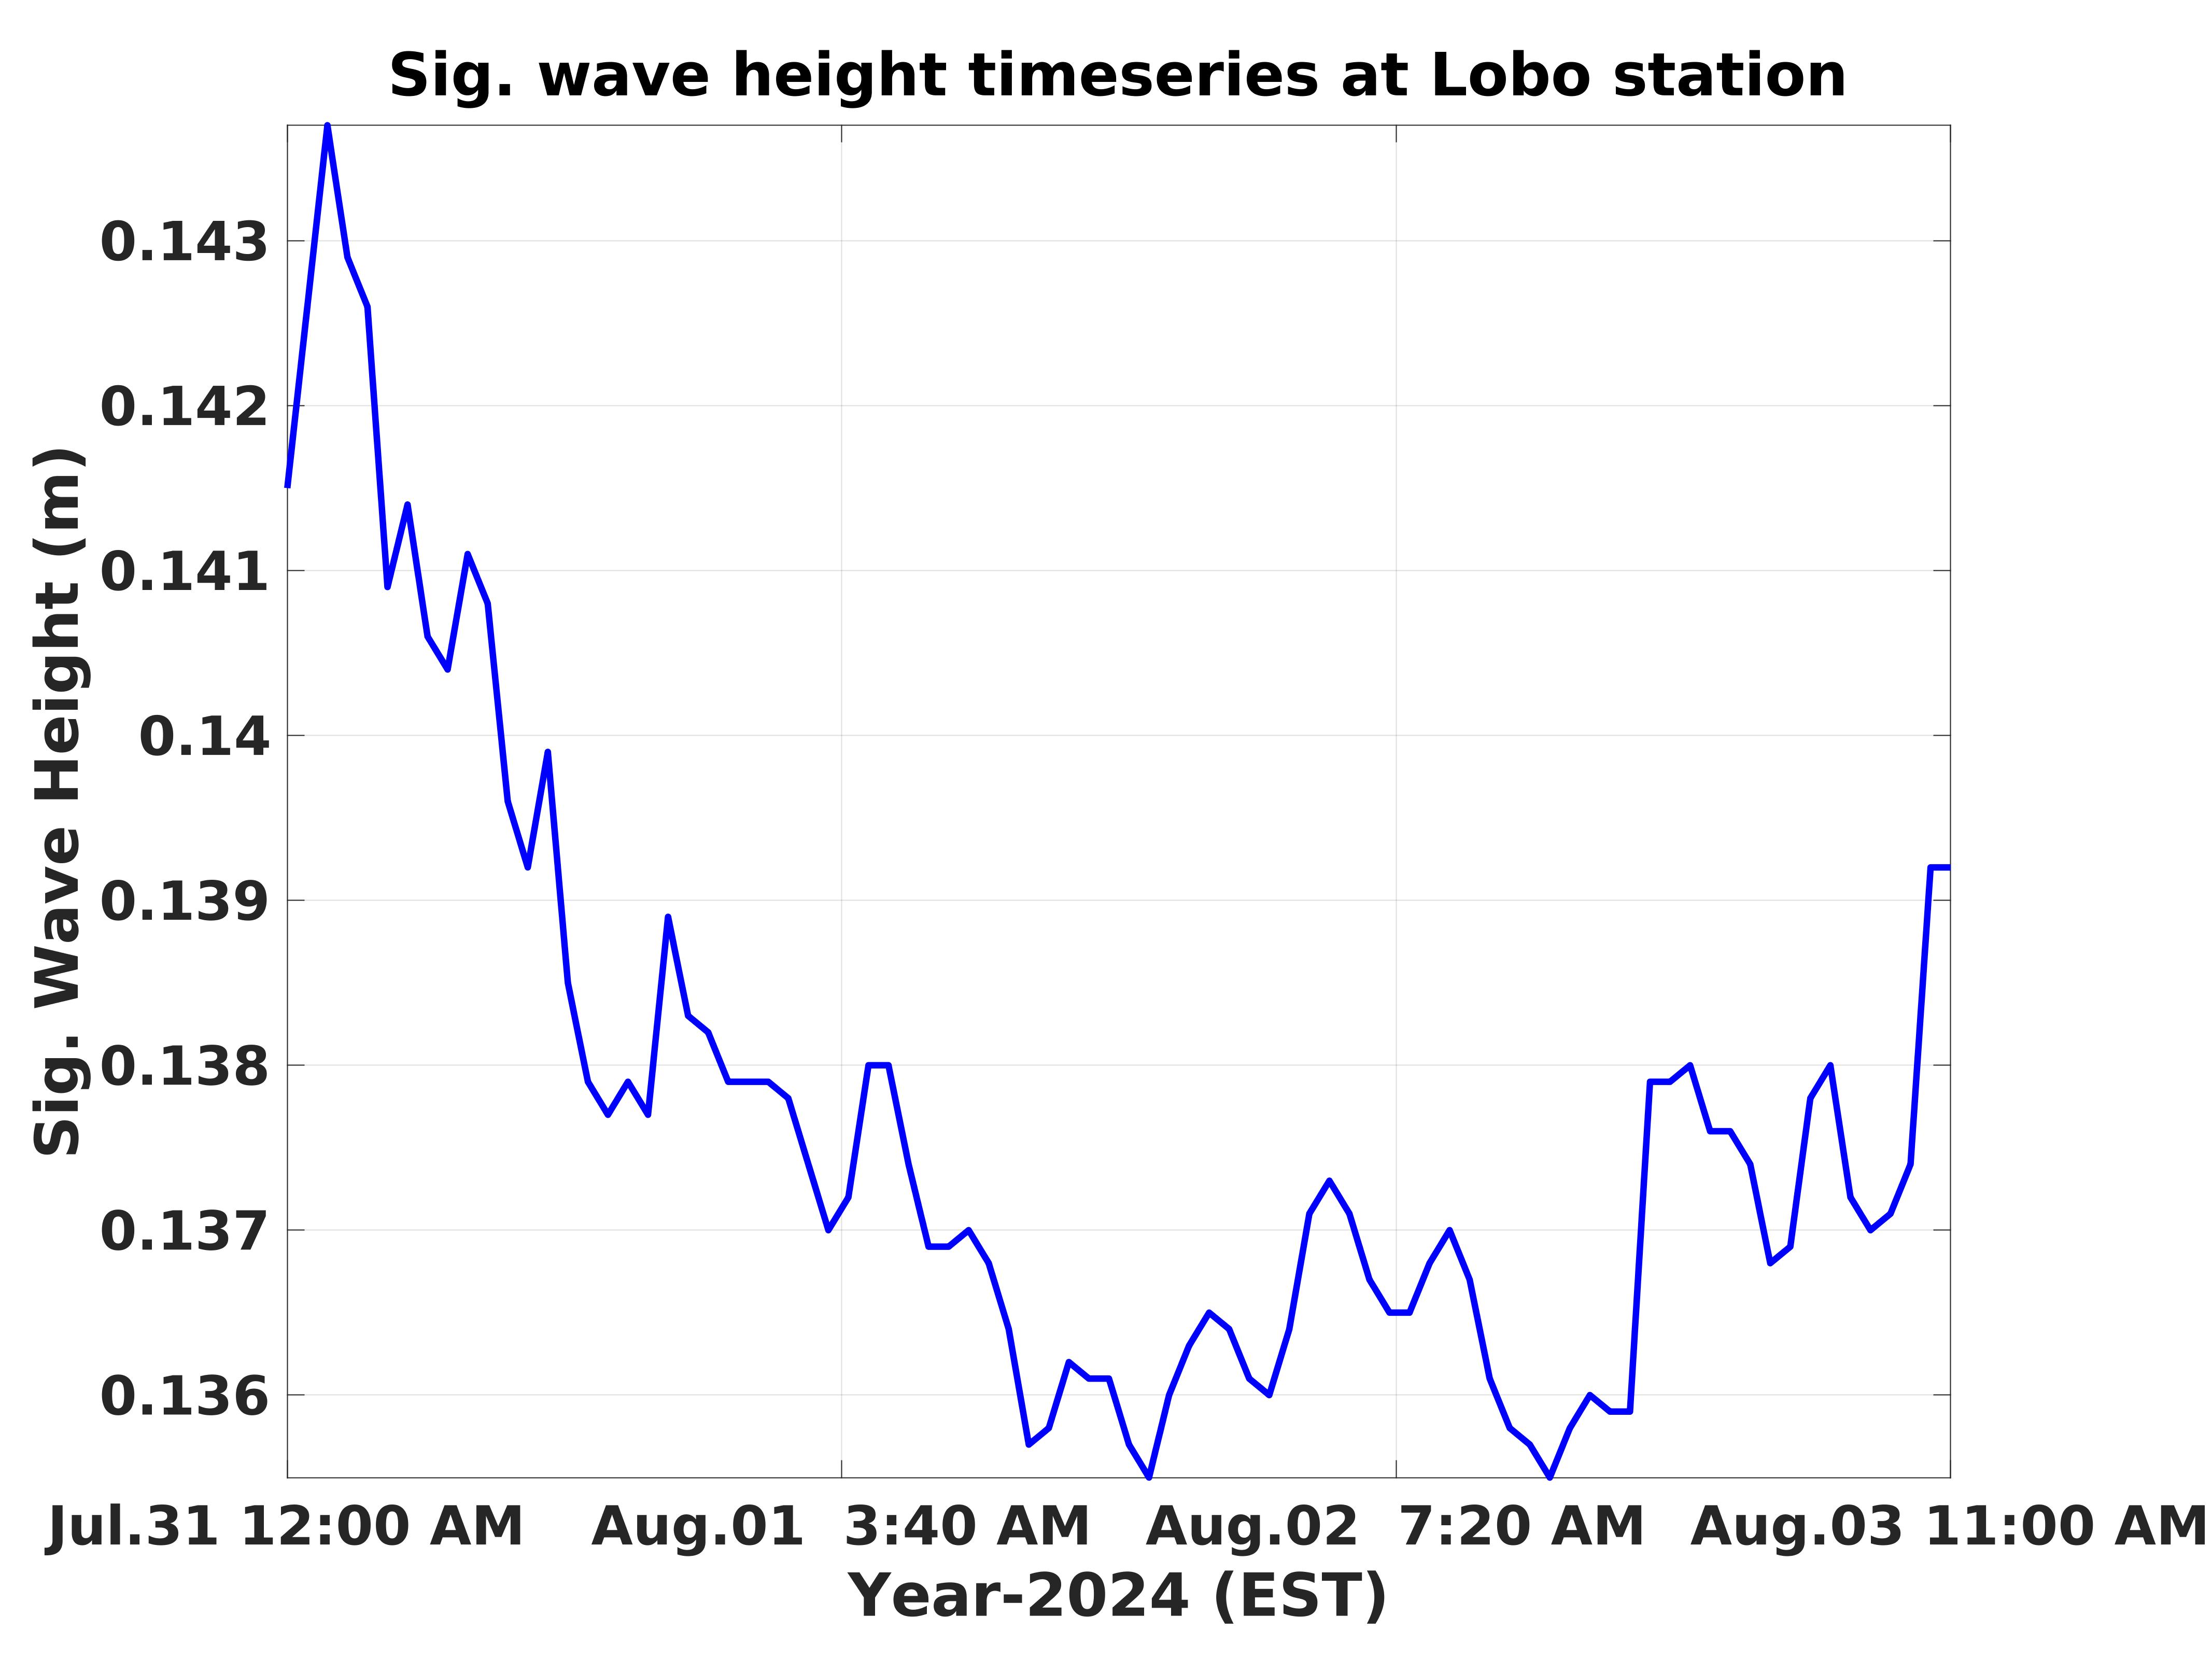 Sig. wave height timeseries at Lobo station
Sig. Wave Height (m)
0.143
0.142
0.141
0.14
0.139
0.138
0.137
0.136
Jul.31 12:00 AM Aug.01 3:40 AM Aug.02 7:20 AM Aug.03 11:00 AM
Year-2024 (EST)